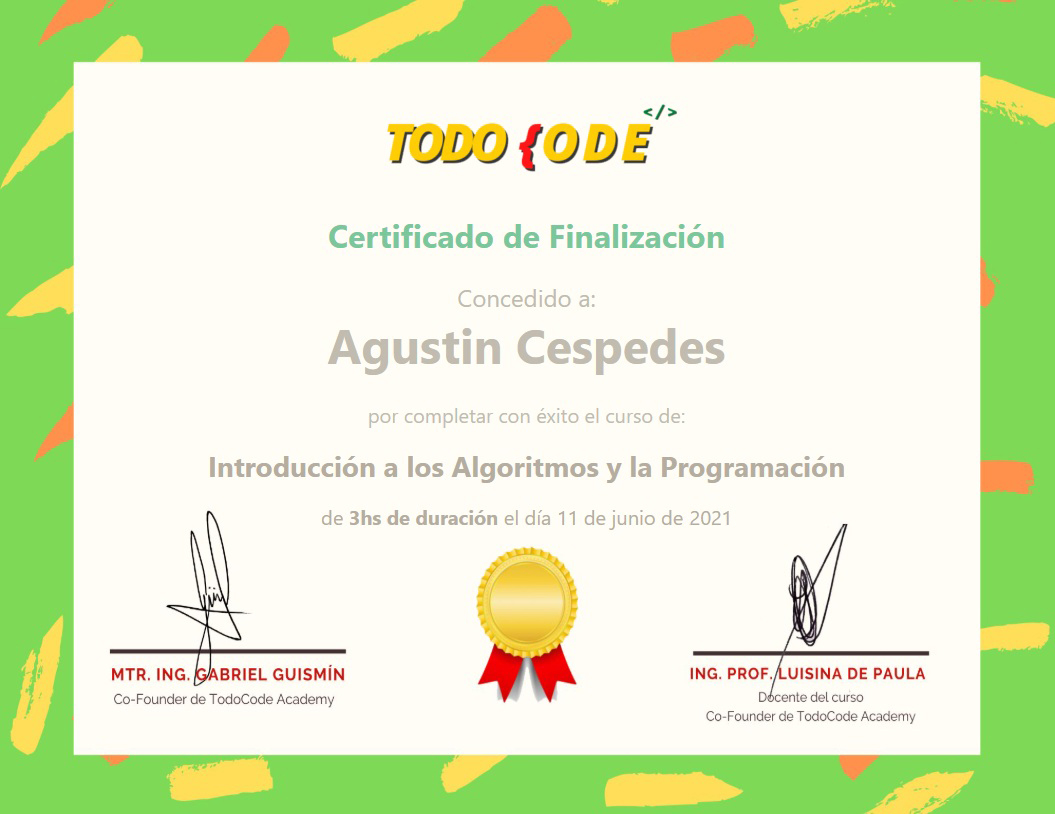 </>
TODO {ODE
Certificado de Finalización
Concedido a:
Agustin Cespedes
por completar con éxito el curso de:
Introducción a los Algoritmos y la Programación
de 3hs de duración el día 11 de junio de 2021
MTR. ING. GABRIEL GUISMÍN
Co-Founder de TodoCode Academy
ING. PROF. LUISINA DE PAULA
Docente del curso
Co-Founder de TodoCode Academy